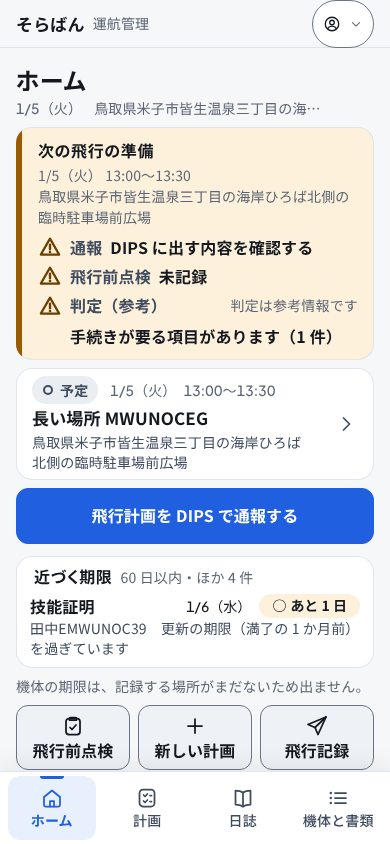 そらばん 運航管理
ホーム
1/5（火） 鳥取県米子市皆生温泉三丁目の海…
次の飛行の準備
1/5（火） 13:00〜13:30
鳥取県米子市皆生温泉三丁目の海岸ひろば北側の
臨時駐車場前広場
通報 DIPS に出す内容を確認する
飛行前点検 未記録
判定（参考） 判定は参考情報です
手続きが要る項目があります（1 件）
予定 1/5（火） 13:00〜13:30
長い場所 MWUNOCEG
鳥取県米子市皆生温泉三丁目の海岸ひろば
北側の臨時駐車場前広場
飛行計画を DIPS で通報する
近づく期限 60 日以内・ほか 4 件
技能証明 1/6（水） あと 1 日
田中EMWUNOC39 更新の期限（満了の 1 か月前）
を過ぎています
機体の期限は、記録する場所がまだないため出ません。
飛行前点検 新しい計画 飛行記録
ホーム 計画 日誌 機体と書類